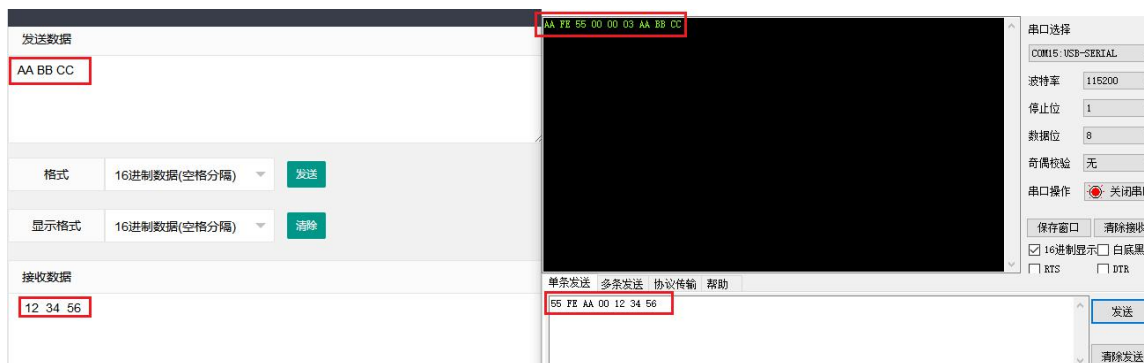 发送数据
AA BB CC
格式 16进制数据(空格分隔) 发送
显示格式 16进制数据(空格分隔) 清除
接收数据
12 34 56
AA FE 55 00 00 03 AA BB CC
串口选择
COM15:USB-SERIAL
波特率 115200
停止位 1
数据位 8
奇偶校验 无
串口操作 关闭串
保存窗口 清除接收
16进制显示 白底黑
RTS DTR
单条发送 多条发送 协议传输 帮助
55 FE AA 00 12 34 56
发送
清除发送